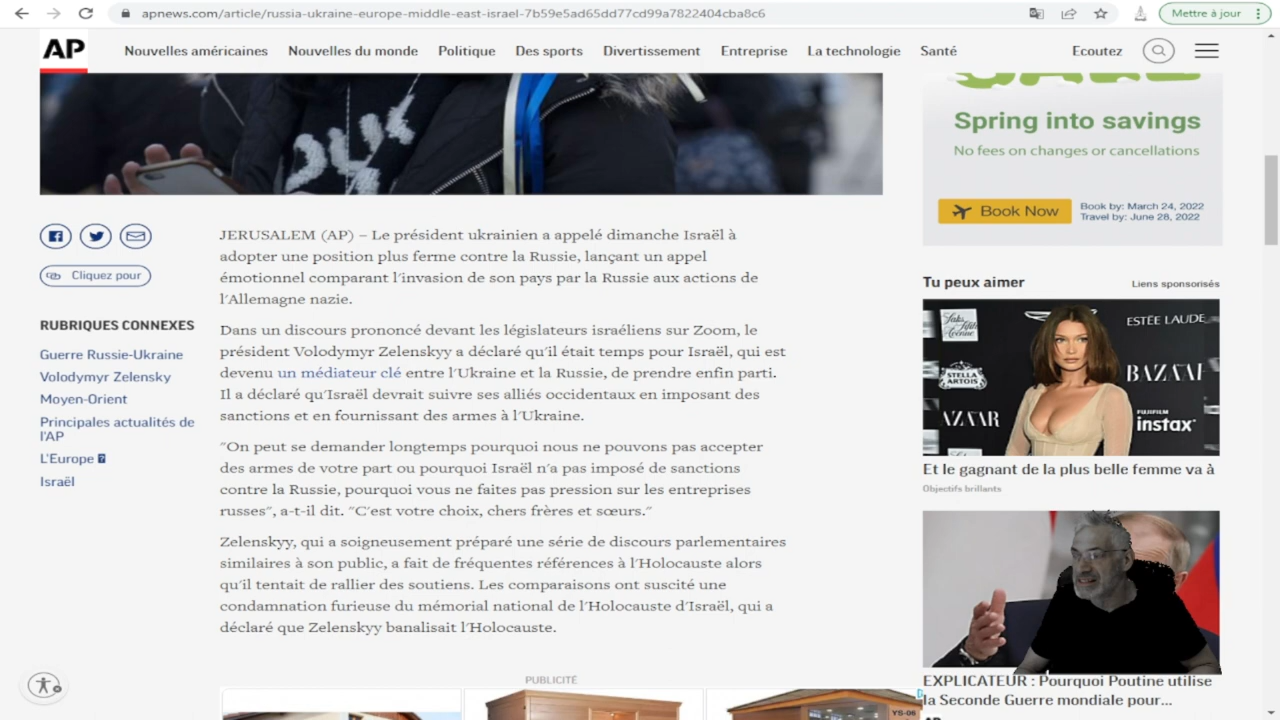 apnews.com/article/russia-ukraine-europe-middle-east-israel-7b59e5ad65dd77cd99a7822404cba8c6
Mettre à jour
AP
Nouvelles américaines
Nouvelles du monde
Politique
Des sports
Divertissement
Entreprise
La technologie
Santé
Ecoutez
Spring into savings
No fees on changes or cancellations
Book Now
Book by: March 24, 2022
Travel by: June 28, 2022
Cliquez pour
RUBRIQUES CONNEXES
Guerre Russie-Ukraine
Volodymyr Zelensky
Moyen-Orient
Principales actualités de
l'AP
L'Europe
Israël
JERUSALEM (AP) – Le président ukrainien a appelé dimanche Israël à
adopter une position plus ferme contre la Russie, lançant un appel
émotionnel comparant l'invasion de son pays par la Russie aux actions de
l'Allemagne nazie.
Dans un discours prononcé devant les législateurs israéliens sur Zoom, le
président Volodymyr Zelenskyy a déclaré qu'il était temps pour Israël, qui est
devenu un médiateur clé entre l'Ukraine et la Russie, de prendre enfin parti.
Il a déclaré qu'Israël devrait suivre ses alliés occidentaux en imposant des
sanctions et en fournissant des armes à l'Ukraine.
"On peut se demander longtemps pourquoi nous ne pouvons pas accepter
des armes de votre part ou pourquoi Israël n'a pas imposé de sanctions
contre la Russie, pourquoi vous ne faites pas pression sur les entreprises
russes", a-t-il dit. "C'est votre choix, chers frères et sœurs."
Zelenskyy, qui a soigneusement préparé une série de discours parlementaires
similaires à son public, a fait de fréquentes références à l'Holocauste alors
qu'il tentait de rallier des soutiens. Les comparaisons ont suscité une
condamnation furieuse du mémorial national de l'Holocauste d'Israël, qui a
déclaré que Zelenskyy banalisait l'Holocauste.
PUBLICITÉ
YS-06
Tu peux aimer
Liens sponsorisés
Saks
Fifth
Avenue
ESTÉE LAUDE
STELLA
ARTOIS
BAZAAR
AZAAR
FUJIFILM
instax
Et le gagnant de la plus belle femme va à
Objectifs brillants
EXPLICATEUR : Pourquoi Poutine utilise
la Seconde Guerre mondiale pour...
AP